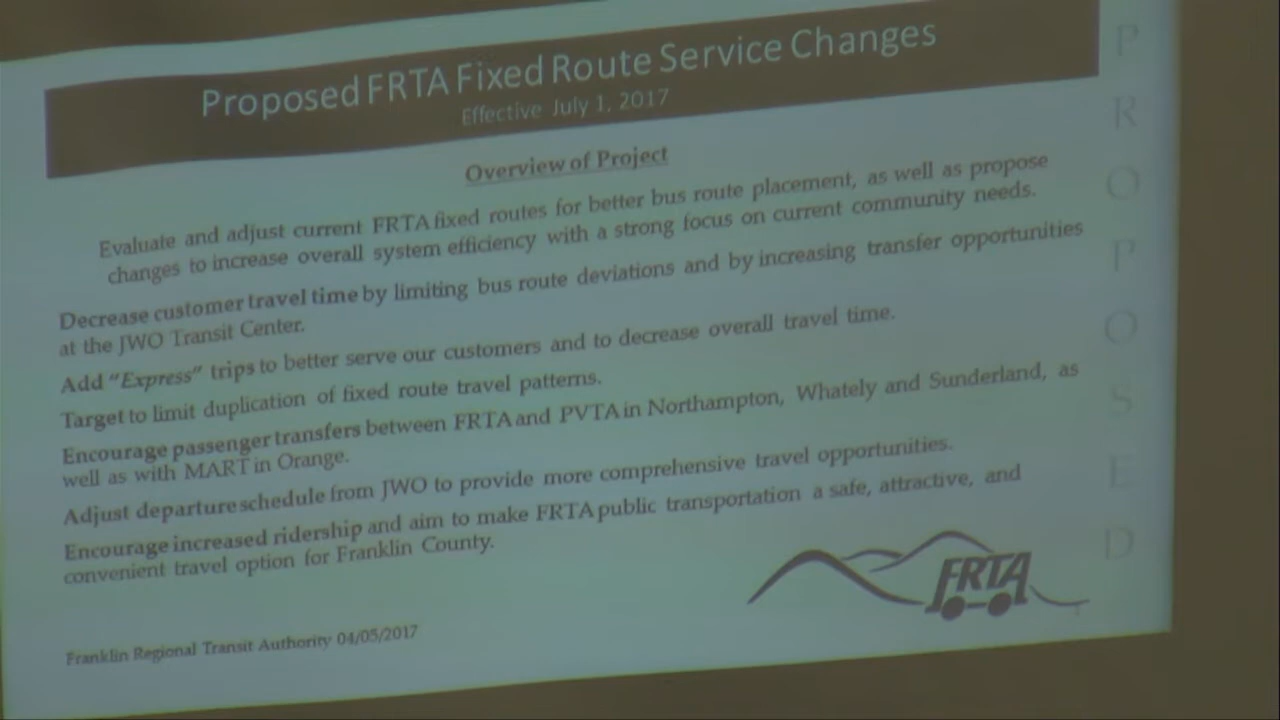 Proposed FRTA Fixed Route Service Changes
Effective July 1, 2017
Overview of Project
Evaluate and adjust current FRTA fixed routes for better bus route placement, as well as propose
changes to increase overall system efficiency with a strong focus on current community needs.
Decrease customer travel time by limiting bus route deviations and by increasing transfer opportunities
at the JWO Transit Center.
Add "Express" trips to better serve our customers and to decrease overall travel time.
Target to limit duplication of fixed route travel patterns.
Encourage passenger transfers between FRTA and PVTA in Northampton, Whately and Sunderland, as
well as with MART in Orange.
Adjust departure schedule from JWO to provide more comprehensive travel opportunities.
Encourage increased ridership and aim to make FRTA public transportation a safe, attractive, and
convenient travel option for Franklin County.
FRTA
Franklin Regional Transit Authority 04/05/2017
P
R
O
P
O
S
E
D